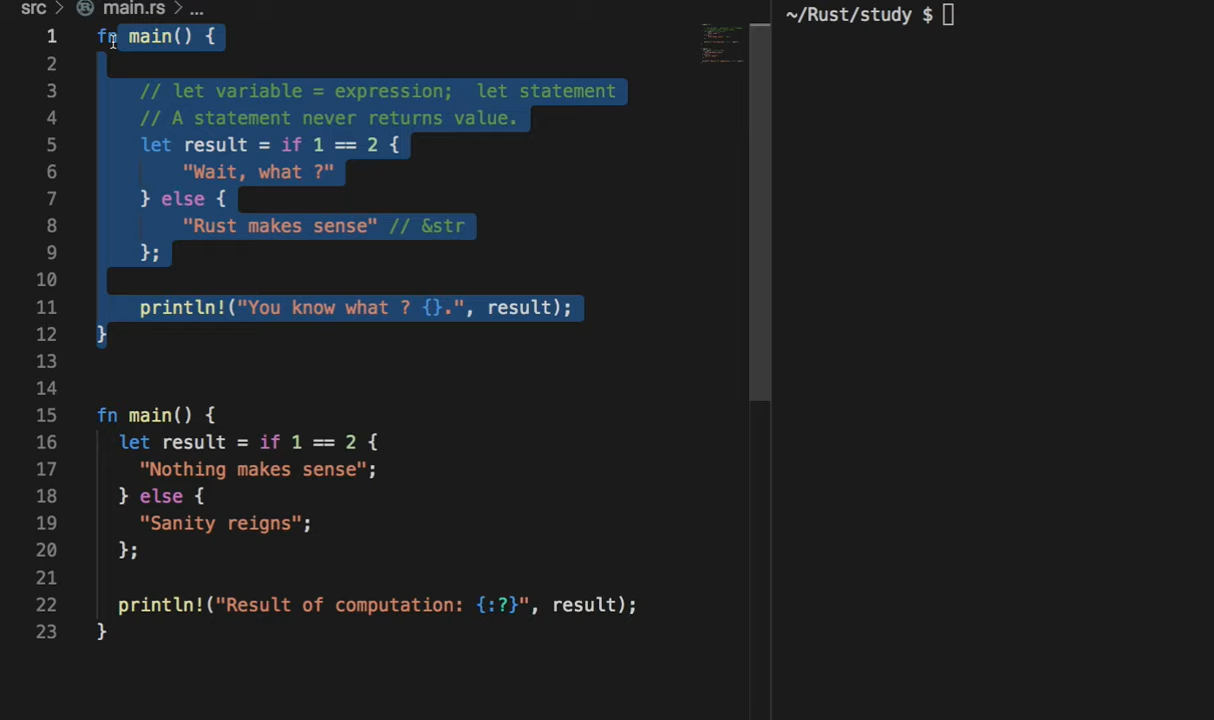 src > main.rs > ...
~/Rust/study $
1 fn main() {
2
3 // let variable = expression;  let statement
4 // A statement never returns value.
5 let result = if 1 == 2 {
6 "Wait, what ?"
7 } else {
8 "Rust makes sense" // &str
9 };
10
11 println!("You know what ? {}.", result);
12 }
13
14
15 fn main() {
16 let result = if 1 == 2 {
17 "Nothing makes sense";
18 } else {
19 "Sanity reigns";
20 };
21
22 println!("Result of computation: {:?}", result);
23 }